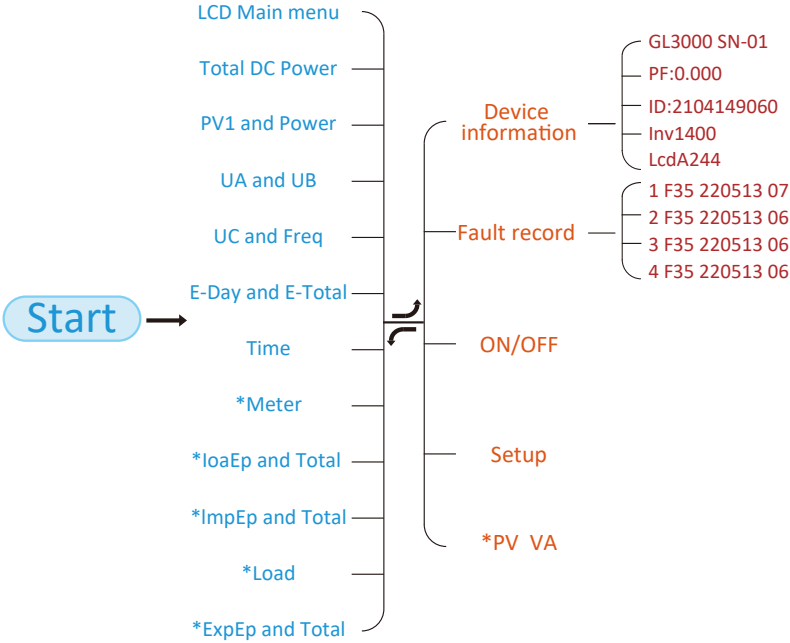 Start
LCD Main menu
Total DC Power
PV1 and Power
UA and UB
UC and Freq
E-Day and E-Total
Time
*Meter
*IoaEp and Total
*ImpEp and Total
*Load
*ExpEp and Total
Device
information
Fault record
ON/OFF
Setup
*PV VA
GL3000 SN-01
PF:0.000
ID:2104149060
Inv1400
LcdA244
1 F35 220513 07
2 F35 220513 06
3 F35 220513 06
4 F35 220513 06